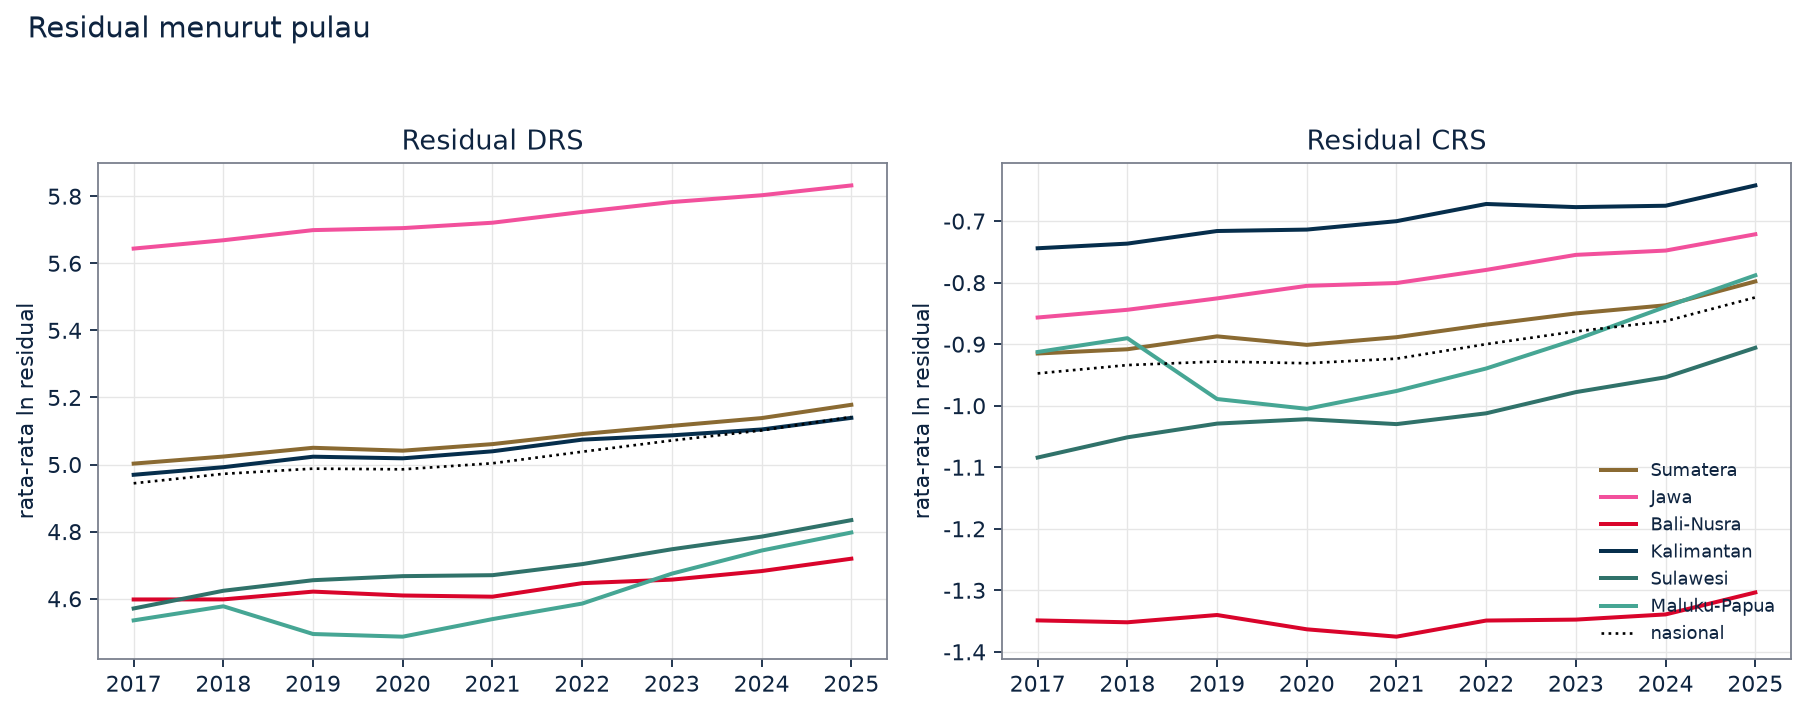 Residual menurut pulau
Residual DRS
rata-rata ln residual
5.8
5.6
5.4
5.2
5.0
4.8
4.6
2017 2018 2019 2020 2021 2022 2023 2024 2025
Residual CRS
rata-rata ln residual
-0.7
-0.8
-0.9
-1.0
-1.1
-1.2
-1.3
-1.4
Sumatera
Jawa
Bali-Nusra
Kalimantan
Sulawesi
Maluku-Papua
nasional
2017 2018 2019 2020 2021 2022 2023 2024 2025